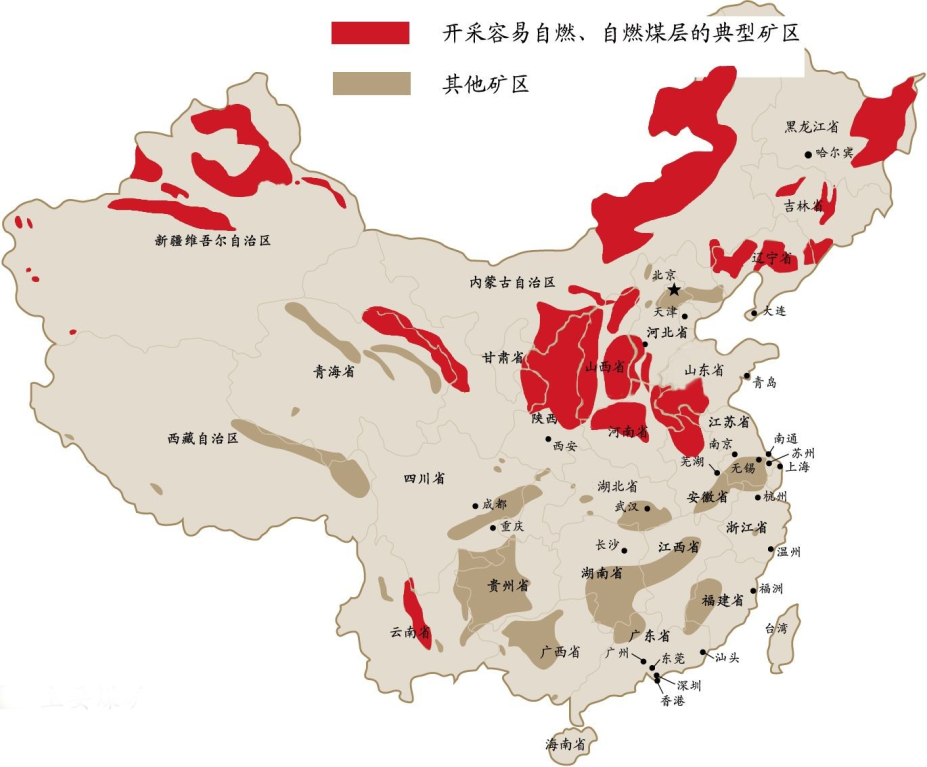 开采容易自燃、自燃煤层的典型矿区
其他矿区
黑龙江省
哈尔宾
吉林省
新疆维吾尔自治区
辽宁省
北京
内蒙古自治区
天津
大连
河北省
甘肃省
山西省
山东省
青海省
青岛
陕西
江苏省
河南省
西藏自治区
西安
南京
南通
苏州
芜湖
无锡
上海
四川省
湖北省
安徽省
杭州
成都
武汉
重庆
浙江省
长沙
江西省
温州
湖南省
贵州省
福洲
福建省
云南省
广东省
台湾
广西省
广州
东莞
汕头
深圳
香港
海南省